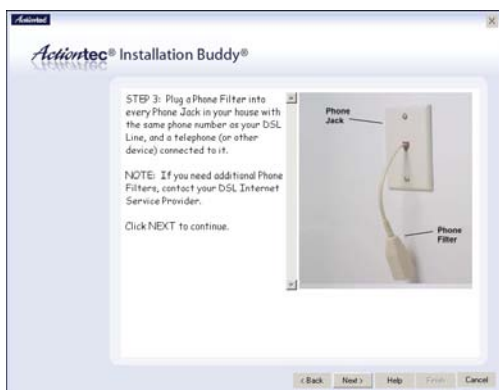 Actiontec
Actiontec® Installation Buddy®
STEP 3: Plug a Phone Filter into
every Phone Jack in your house with
the same phone number as your DSL
Line, and a telephone (or other
device) connected to it.
NOTE: If you need additional Phone
Filters, contact your DSL Internet
Service Provider.
Click NEXT to continue.
Phone
Jack
Phone
Filter
< Back Next > Help Finish Cancel